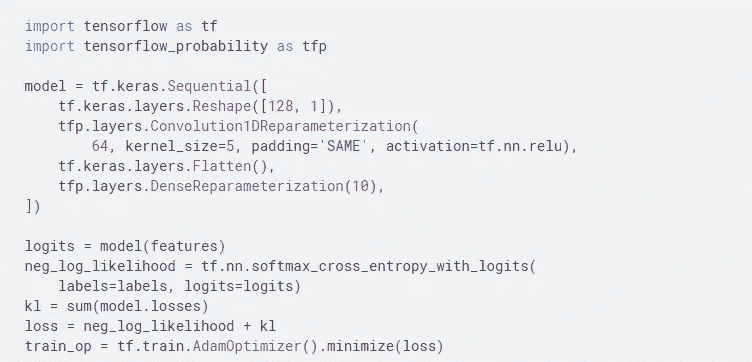 import tensorflow as tf
import tensorflow_probability as tfp
model = tf.keras.Sequential([
    tf.keras.layers.Reshape([128, 1]),
    tfp.layers.Convolution1DReparameterization(
        64, kernel_size=5, padding='SAME', activation=tf.nn.relu),
    tf.keras.layers.Flatten(),
    tfp.layers.DenseReparameterization(10),
])
logits = model(features)
neg_log_likelihood = tf.nn.softmax_cross_entropy_with_logits(
    labels=labels, logits=logits)
kl = sum(model.losses)
loss = neg_log_likelihood + kl
train_op = tf.train.AdamOptimizer().minimize(loss)